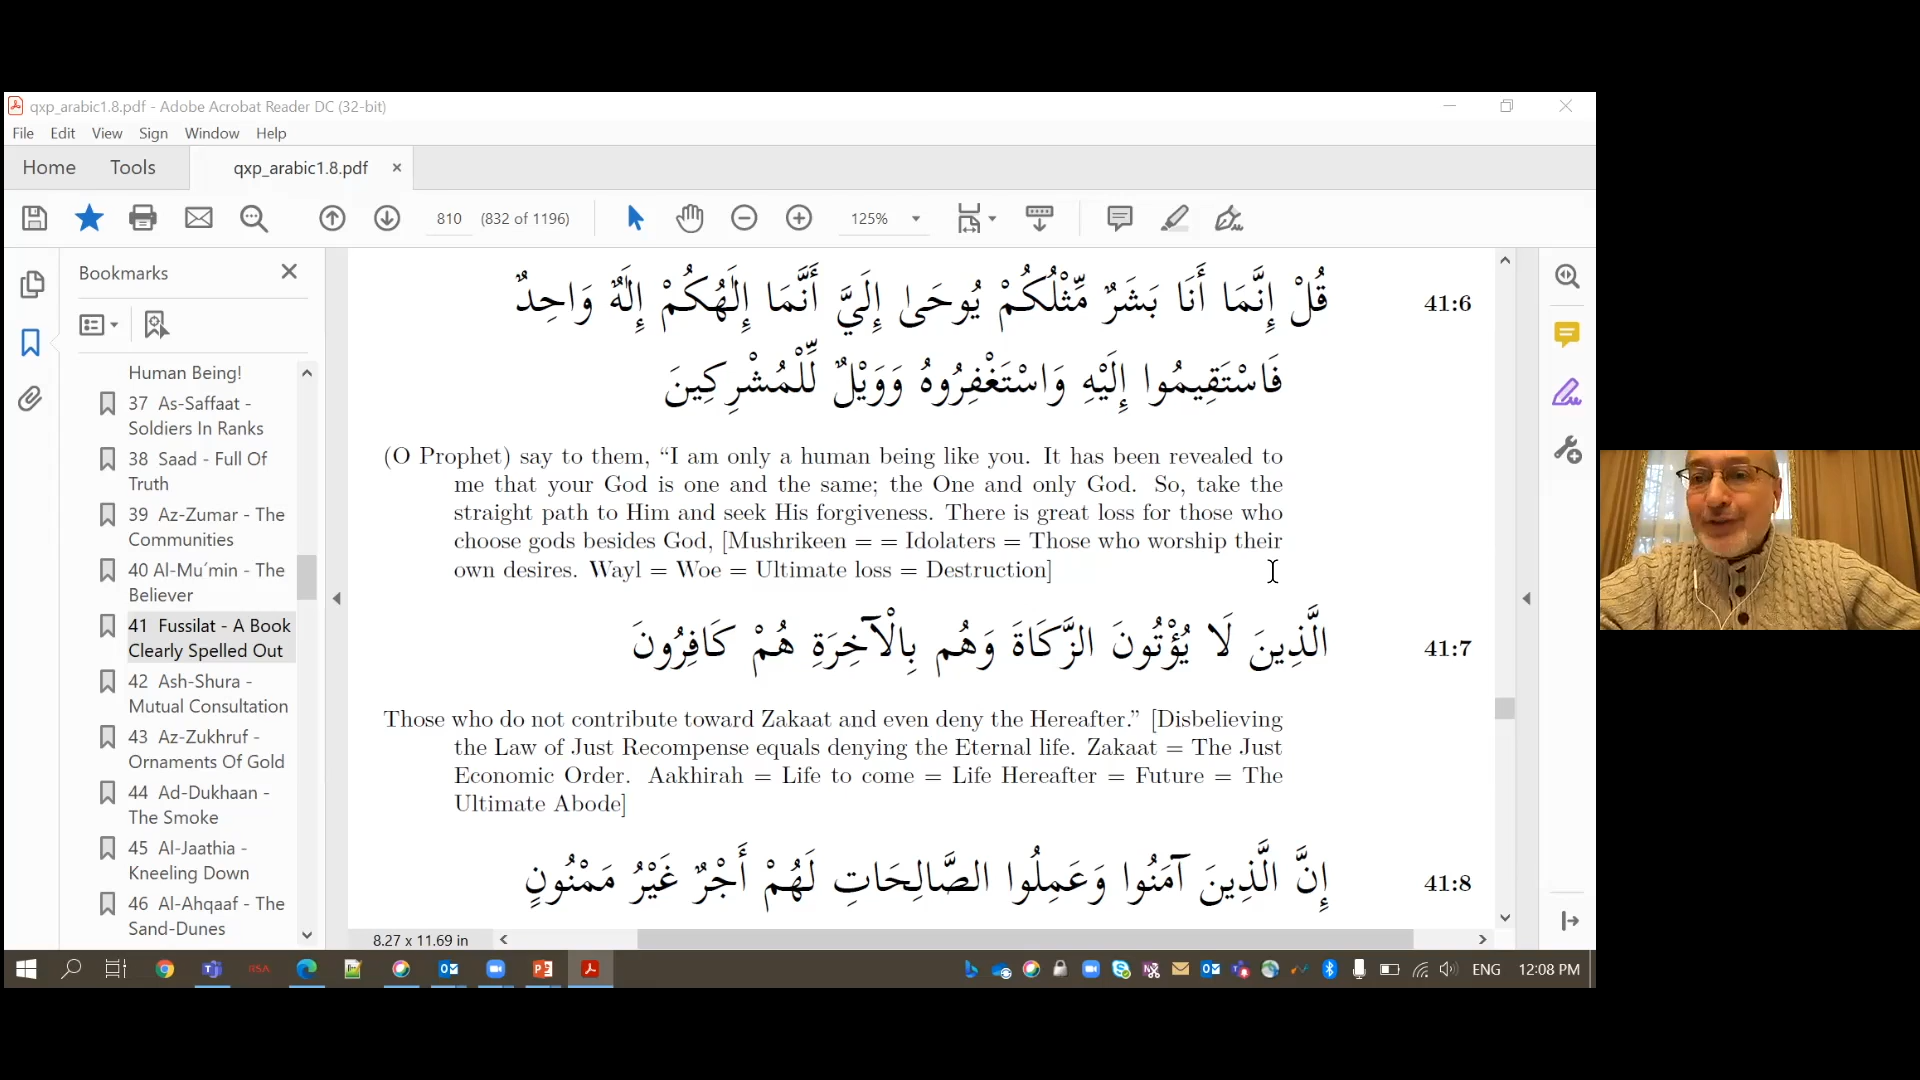 qxp_arabic1.8.pdf - Adobe Acrobat Reader DC (32-bit)
File Edit View Sign Window Help
Home Tools qxp_arabic1.8.pdf
810 (832 of 1196) 125%
Bookmarks
Human Being!
37 As-Saffaat -
Soldiers In Ranks
38 Saad - Full Of
Truth
39 Az-Zumar - The
Communities
40 Al-Mu´min - The
Believer
41 Fussilat - A Book
Clearly Spelled Out
42 Ash-Shura -
Mutual Consultation
43 Az-Zukhruf -
Ornaments Of Gold
44 Ad-Dukhaan -
The Smoke
45 Al-Jaathia -
Kneeling Down
46 Al-Ahqaaf - The
Sand-Dunes
قُلْ إِنَّمَا أَنَا بَشَرٌ مِّثْلُكُمْ يُوحَىٰ إِلَيَّ أَنَّمَا إِلَٰهُكُمْ إِلَٰهٌ وَاحِدٌ 41:6
فَاسْتَقِيمُوا إِلَيْهِ وَاسْتَغْفِرُوهُ وَوَيْلٌ لِّلْمُشْرِكِينَ
(O Prophet) say to them, “I am only a human being like you. It has been revealed to
me that your God is one and the same; the One and only God. So, take the
straight path to Him and seek His forgiveness. There is great loss for those who
choose gods besides God, [Mushrikeen = = Idolaters = Those who worship their
own desires. Wayl = Woe = Ultimate loss = Destruction]
الَّذِينَ لَا يُؤْتُونَ الزَّكَاةَ وَهُم بِالْآخِرَةِ هُمْ كَافِرُونَ 41:7
Those who do not contribute toward Zakaat and even deny the Hereafter.” [Disbelieving
the Law of Just Recompense equals denying the Eternal life. Zakaat = The Just
Economic Order. Aakhirah = Life to come = Life Hereafter = Future = The
Ultimate Abode]
إِنَّ الَّذِينَ آمَنُوا وَعَمِلُوا الصَّالِحَاتِ لَهُمْ أَجْرٌ غَيْرُ مَمْنُونٍ 41:8
8.27 x 11.69 in
RSA ENG 12:08 PM